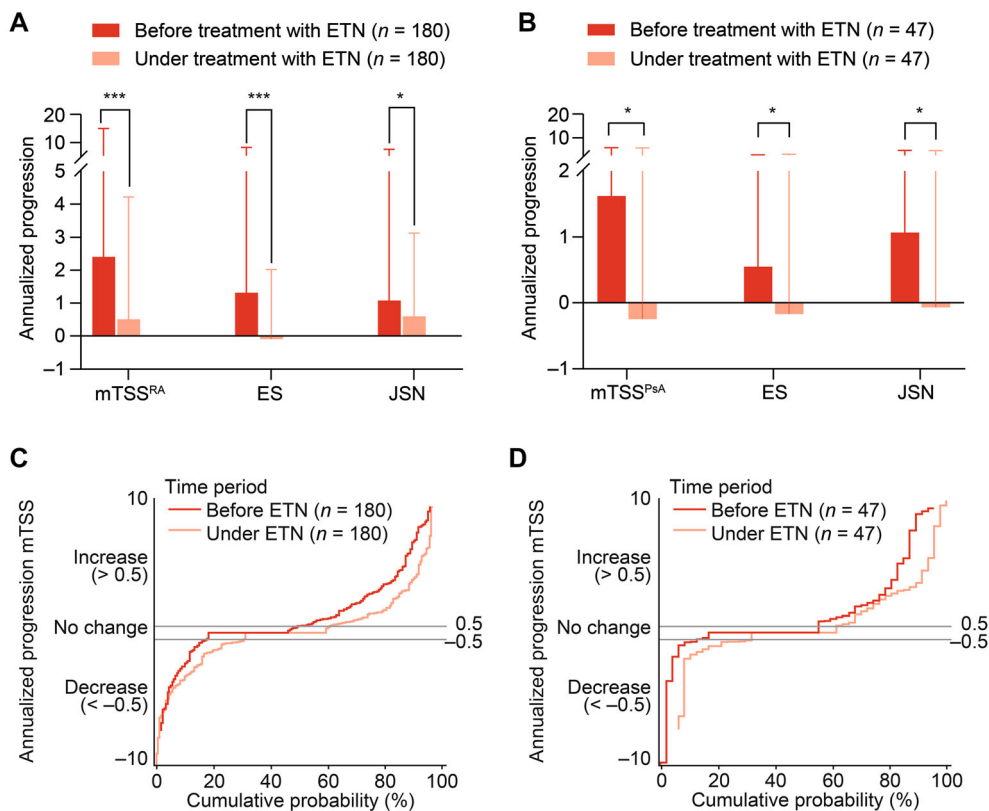 A
Before treatment with ETN (n = 180)
Under treatment with ETN (n = 180)
***
***
*
Annualized progression
20
10
5
4
3
2
1
0
–1
mTSSRA
ES
JSN
B
Before treatment with ETN (n = 47)
Under treatment with ETN (n = 47)
*
*
*
Annualized progression
20
10
2
1
0
–1
mTSSPsA
ES
JSN
C
Time period
Before ETN (n = 180)
Under ETN (n = 180)
Annualized progression mTSS
10
Increase
(> 0.5)
No change
Decrease
(< –0.5)
–10
0.5
–0.5
0 20 40 60 80 100
Cumulative probability (%)
D
Time period
Before ETN (n = 47)
Under ETN (n = 47)
Annualized progression mTSS
10
Increase
(> 0.5)
No change
Decrease
(< –0.5)
–10
0.5
–0.5
0 20 40 60 80 100
Cumulative probability (%)